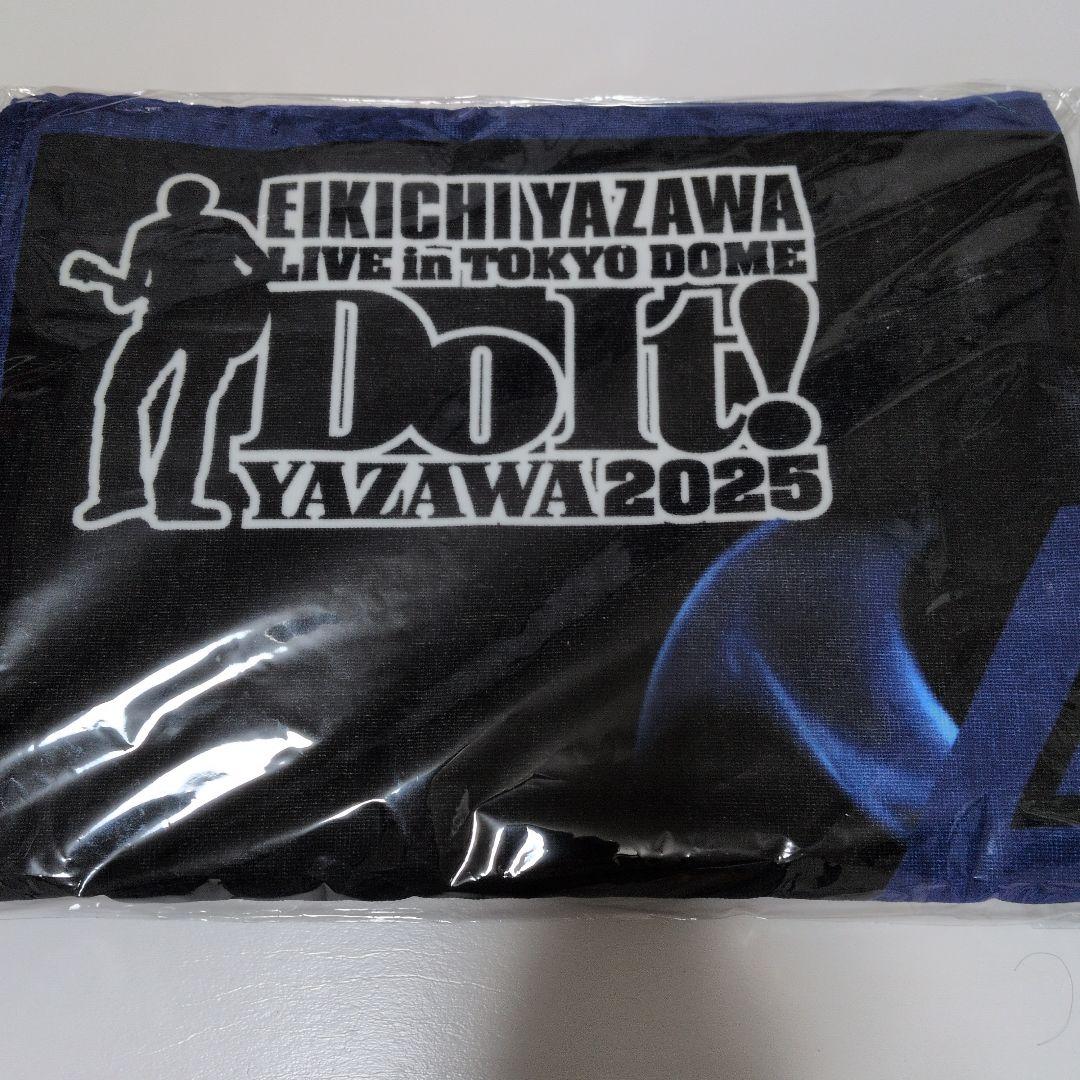 EIKICHI YAZAWA
LIVE in TOKYO DOME
Do It!
YAZAWA 2025